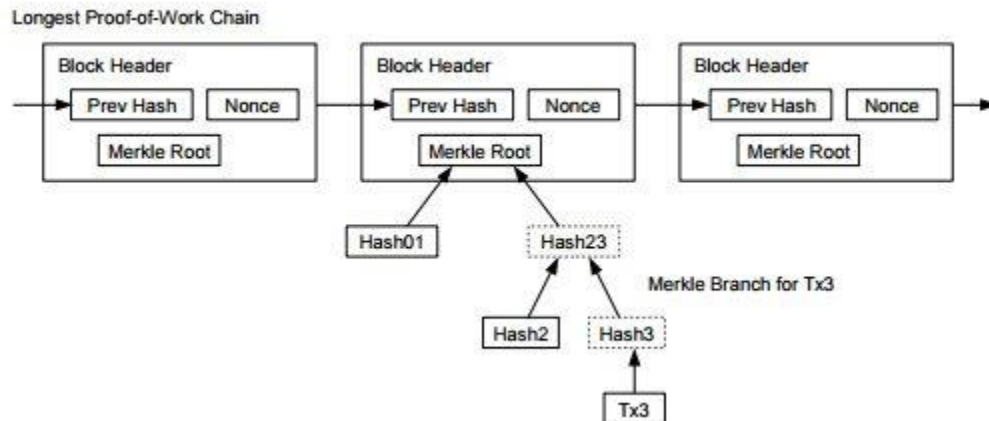 Longest Proof-of-Work Chain
Block Header
Block Header
Block Header
Prev Hash
Nonce
Prev Hash
Nonce
Prev Hash
Nonce
Merkle Root
Merkle Root
Merkle Root
Hash01
Hash23
Merkle Branch for Tx3
Hash2
Hash3
Tx3